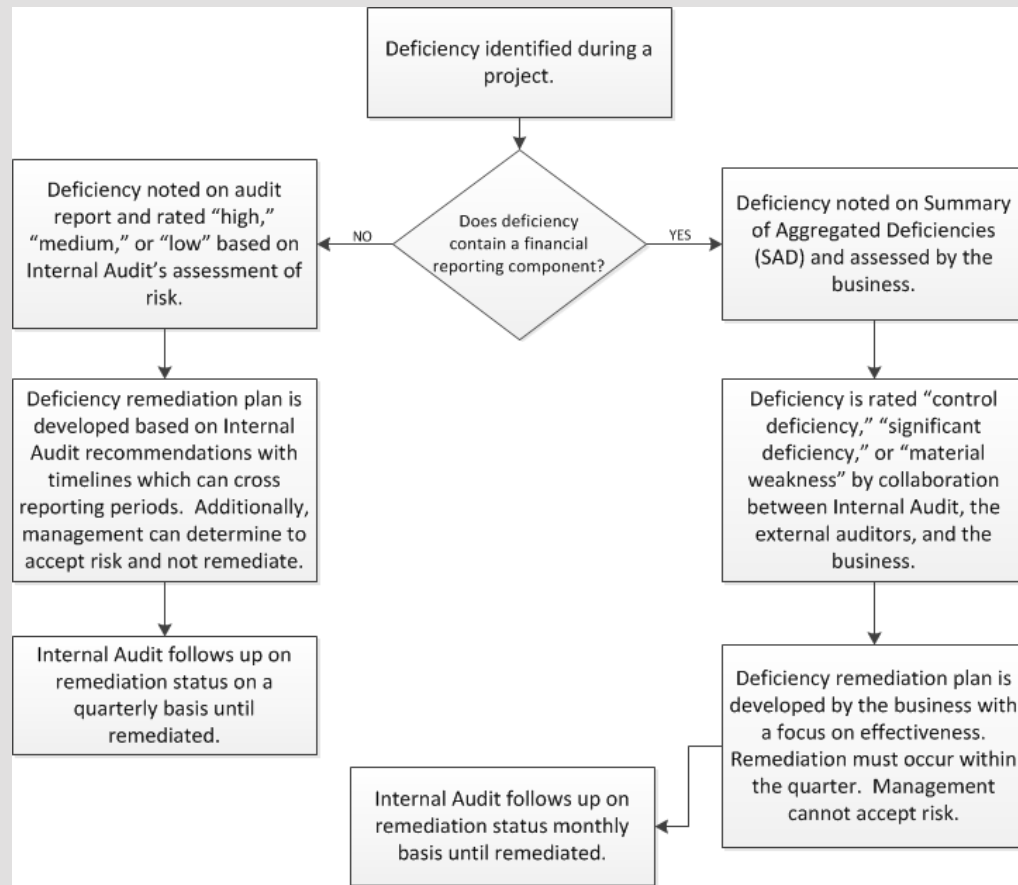 Deficiency identified during a
project.
Does deficiency
contain a financial
reporting component?
NO
YES
Deficiency noted on audit
report and rated “high,”
“medium,” or “low” based on
Internal Audit’s assessment of
risk.
Deficiency remediation plan is
developed based on Internal
Audit recommendations with
timelines which can cross
reporting periods.  Additionally,
management can determine to
accept risk and not remediate.
Internal Audit follows up on
remediation status on a
quarterly basis until
remediated.
Deficiency noted on Summary
of Aggregated Deficiencies
(SAD) and assessed by the
business.
Deficiency is rated “control
deficiency,” “significant
deficiency,” or “material
weakness” by collaboration
between Internal Audit, the
external auditors, and the
business.
Deficiency remediation plan is
developed by the business with
a focus on effectiveness.
Remediation must occur within
the quarter.  Management
cannot accept risk.
Internal Audit follows up on
remediation status monthly
basis until remediated.